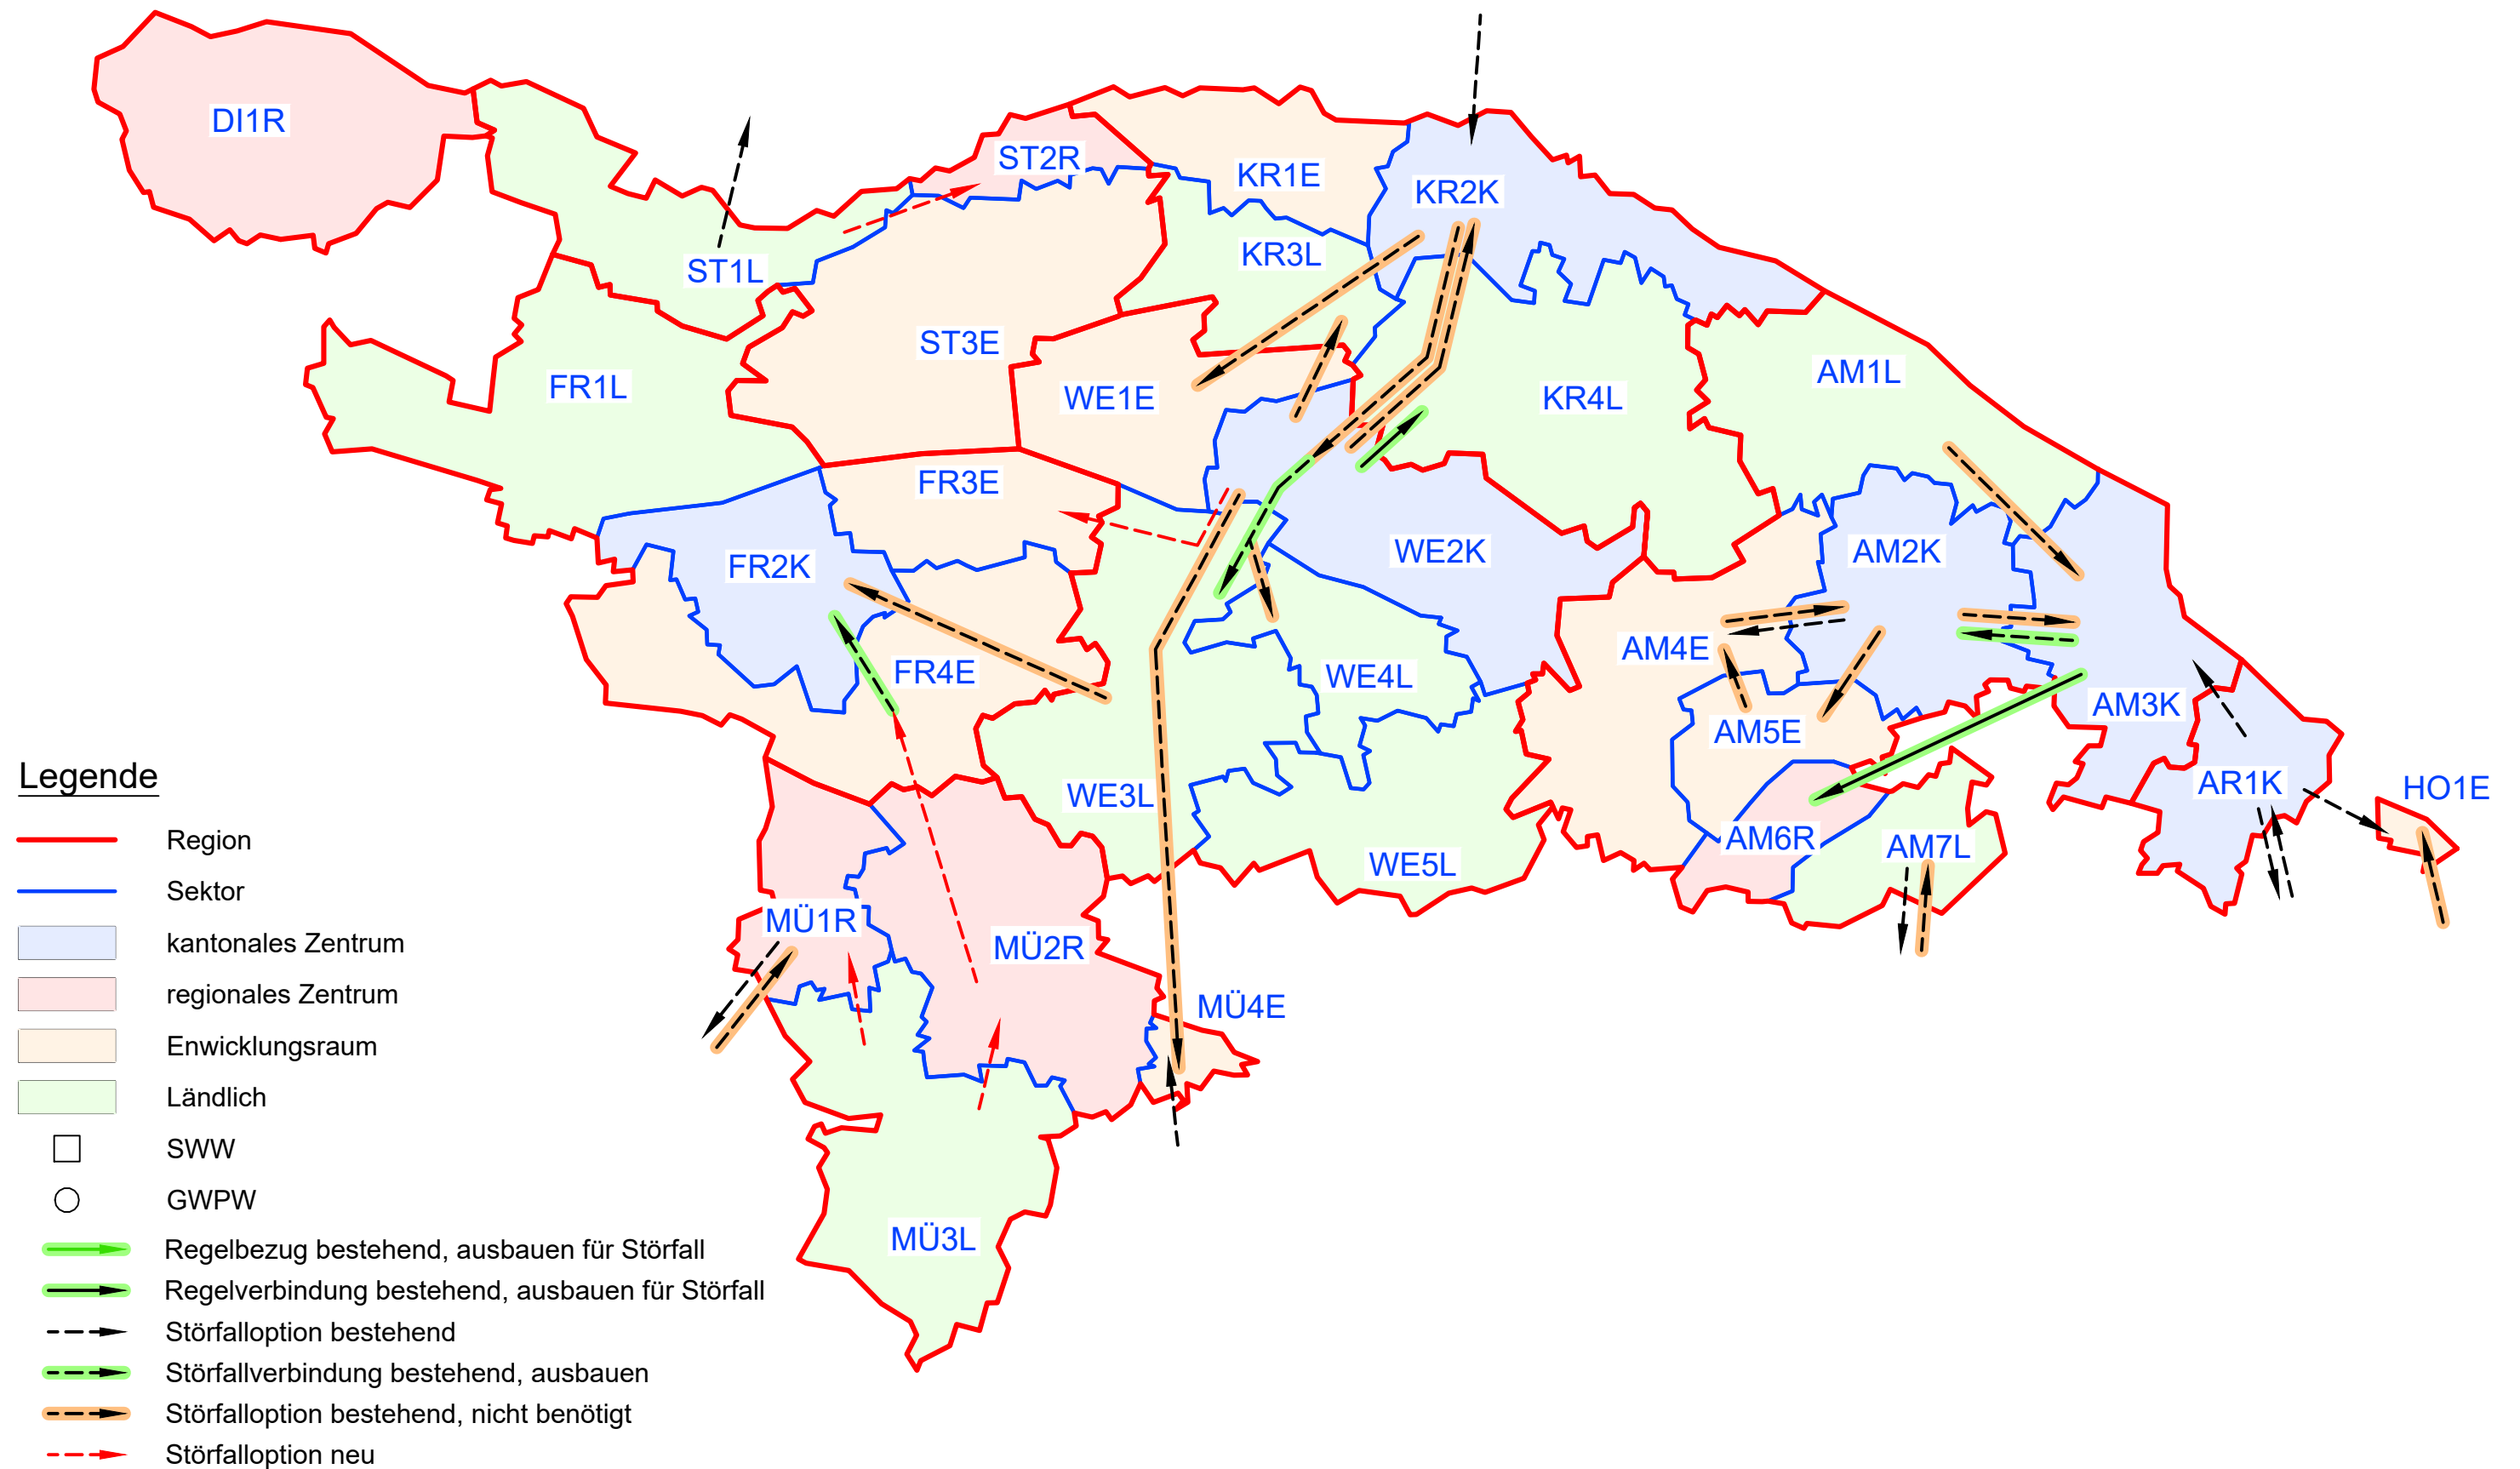 DI1R
ST2R
KR1E
KR2K
KR3L
ST1L
ST3E
FR1L
WE1E
KR4L
AM1L
FR3E
FR2K
WE2K
AM2K
FR4E
WE4L
AM4E
AM5E
AM3K
WE3L
AR1K
HO1E
AM6R
AM7L
WE5L
MÜ1R
MÜ2R
MÜ4E
MÜ3L
Legende
Region
Sektor
kantonales Zentrum
regionales Zentrum
Enwicklungsraum
Ländlich
SWW
GWPW
Regelbezug bestehend, ausbauen für Störfall
Regelverbindung bestehend, ausbauen für Störfall
Störfalloption bestehend
Störfallverbindung bestehend, ausbauen
Störfalloption bestehend, nicht benötigt
Störfalloption neu